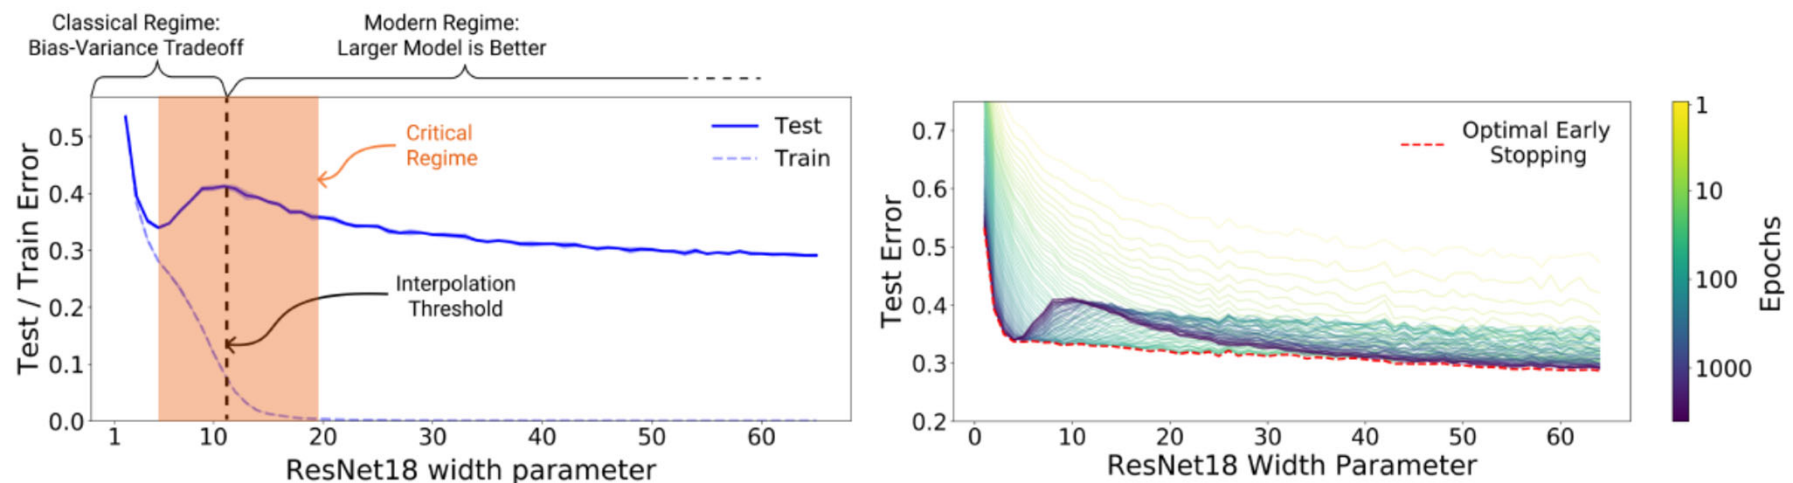 Classical Regime:
Bias-Variance Tradeoff
Modern Regime:
Larger Model is Better
Test / Train Error
0.5
0.4
0.3
0.2
0.1
0.0
Critical
Regime
Interpolation
Threshold
Test
Train
1 10 20 30 40 50 60
ResNet18 width parameter
Test Error
0.7
0.6
0.5
0.4
0.3
0.2
Optimal Early
Stopping
0 10 20 30 40 50 60
ResNet18 Width Parameter
1
10
100
1000
Epochs